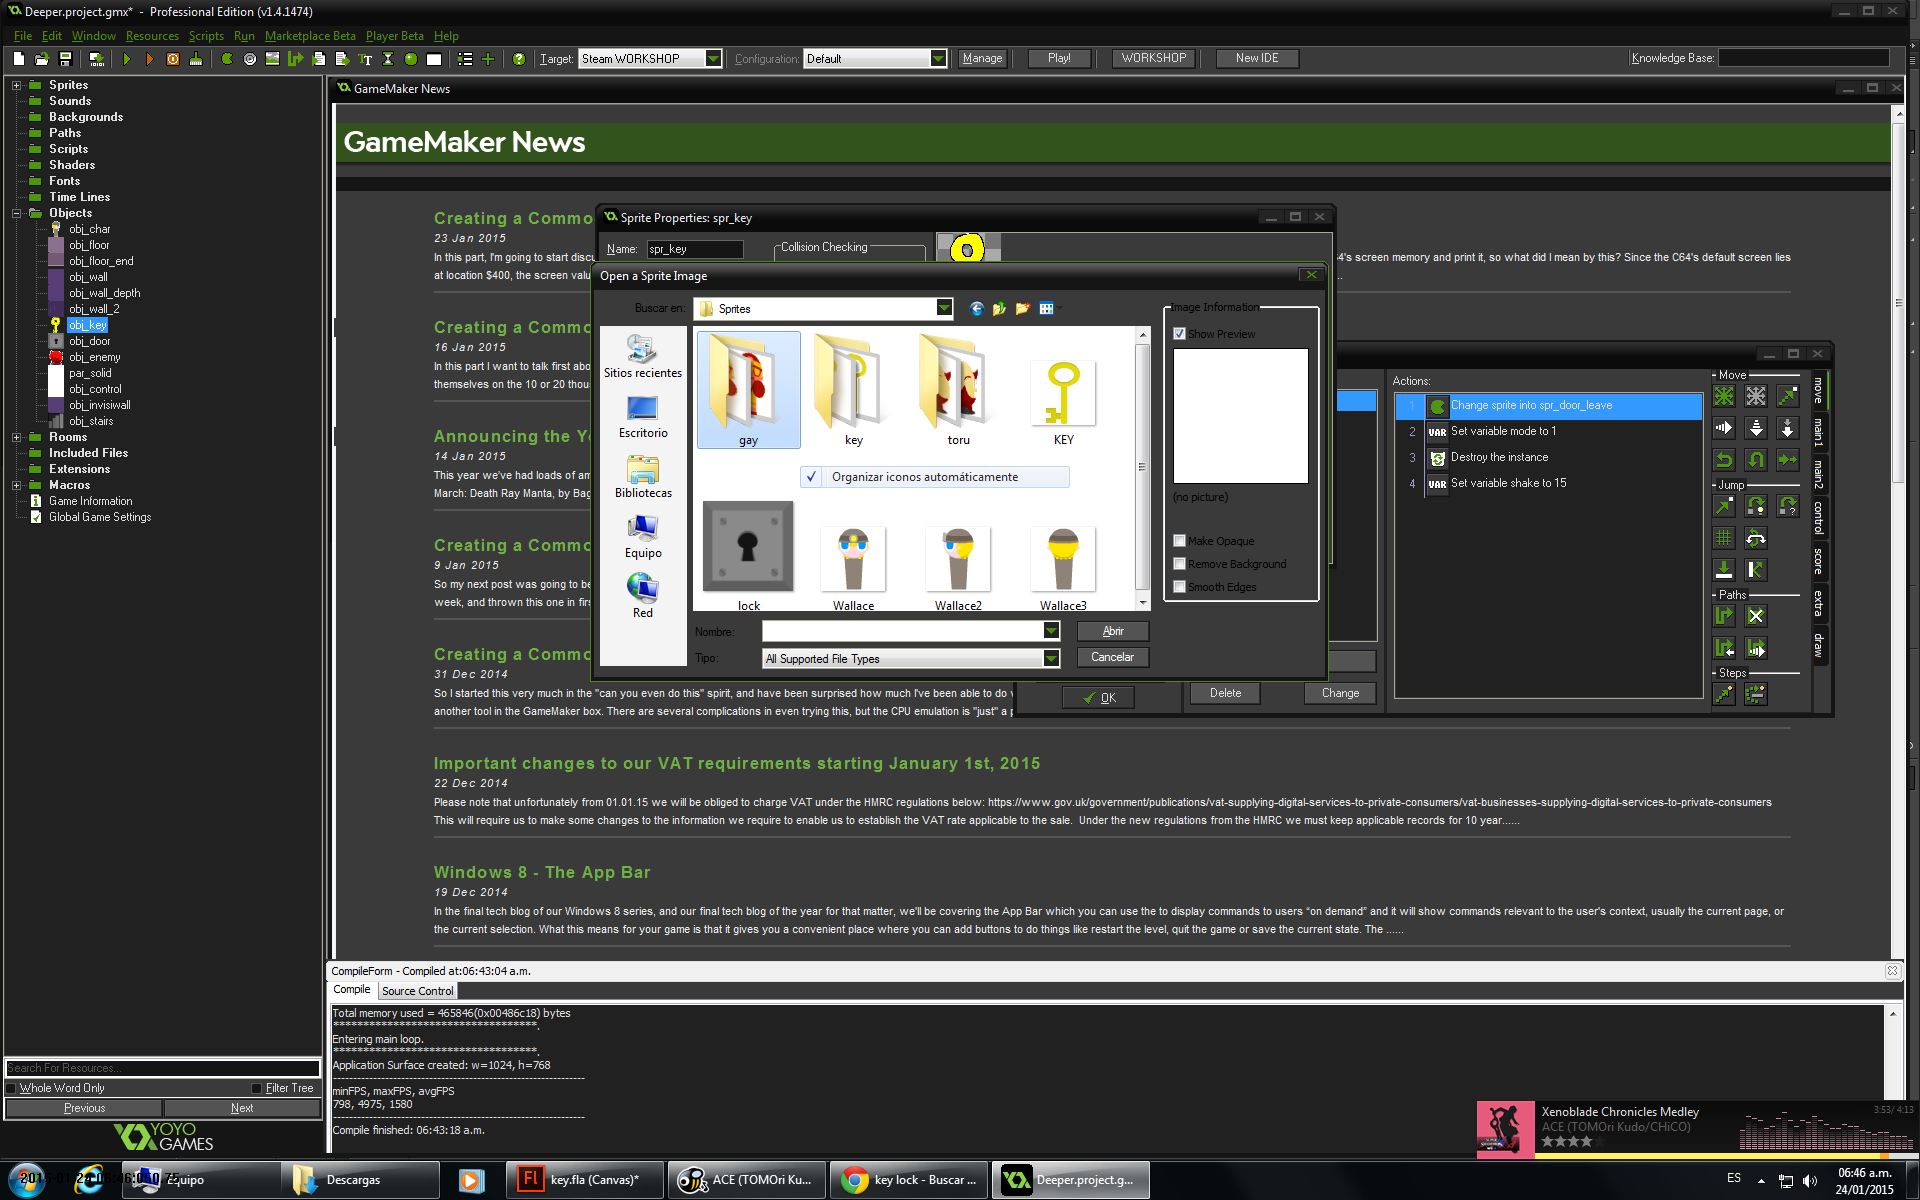 Deeper.project.gmx* - Professional Edition (v1.4.1474)
File Edit Window Resources Scripts Run Marketplace Beta Player Beta Help
Target: Steam WORKSHOP Configuration: Default Manage Play! WORKSHOP New IDE Knowledge Base:
Sprites
Sounds
Backgrounds
Paths
Scripts
Shaders
Fonts
Time Lines
Objects
obj_char
obj_floor
obj_floor_end
obj_wall
obj_wall_depth
obj_wall_2
obj_key
obj_door
obj_enemy
par_solid
obj_control
obj_invisiwall
obj_stairs
Rooms
Included Files
Extensions
Macros
Game Information
Global Game Settings
Search For Resources...
Whole Word Only Filter Tree
Previous Next
YOYO
GAMES
GameMaker News
GameMaker News
Creating a Commo
23 Jan 2015
In this part, I'm going to start discu
4's screen memory and print it, so what did I mean by this? Since the C64's default screen lies
at location $400, the screen valu
Creating a Commo
16 Jan 2015
In this part I want to talk first abo
themselves on the 10 or 20 thous
Announcing the Y
14 Jan 2015
This year we've had loads of am
March: Death Ray Manta, by Bag
Creating a Commo
9 Jan 2015
So my next post was going to be
week, and thrown this one in firs
Creating a Commo
31 Dec 2014
So I started this very much in the "can you even do this" spirit, and have been surprised how much I've been able to do
another tool in the GameMaker box. There are several complications in even trying this, but the CPU emulation is "just" a
Important changes to our VAT requirements starting January 1st, 2015
22 Dec 2014
Please note that unfortunately from 01.01.15 we will be obliged to charge VAT under the HMRC regulations below: https://www.gov.uk/government/publications/vat-supplying-digital-services-to-private-consumers/vat-businesses-supplying-digital-services-to-private-consumers
This will require us to make some changes to the information we require to enable us to establish the VAT rate applicable to the sale. Under the new regulations from the HMRC we must keep applicable records for 10 year......
Windows 8 - The App Bar
19 Dec 2014
In the final tech blog of our Windows 8 series, and our final tech blog of the year for that matter, we'll be covering the App Bar which you can use the to display commands to users “on demand” and it will show commands relevant to the user's context, usually the current page, or
the current selection. What this means for your game is that it gives you a convenient place where you can add buttons to do things like restart the level, quit the game or save the current state. The ......
Sprite Properties: spr_key
Name: spr_key
Collision Checking
Open a Sprite Image
Buscar en: Sprites
Sitios recientes
Escritorio
Bibliotecas
Equipo
Red
gay key toru KEY
Organizar iconos automáticamente
lock Wallace Wallace2 Wallace3
Nombre: Abrir
Tipo: All Supported File Types Cancelar
Image Information
Show Preview
(no picture)
Make Opaque
Remove Background
Smooth Edges
OK Delete Change
Actions:
1 Change sprite into spr_door_leave
2 VAR Set variable mode to 1
3 Destroy the instance
4 VAR Set variable shake to 15
Move
Jump
Paths
Steps
move
main1
main2
control
score
extra
draw
CompileForm - Compiled at:06:43:04 a.m.
Compile Source Control
Total memory used = 465846(0x00486c18) bytes
***********************************.
Entering main loop.
***********************************.
Application Surface created: w=1024, h=768
minFPS, maxFPS, avgFPS
798, 4975, 1580
Compile finished: 06:43:18 a.m.
Xenoblade Chronicles Medley
ACE (TOMOri Kudo/CHiCO)
3:53/ 4:13
Equipo
Descargas
Fl key.fla (Canvas)*
ACE (TOMOri Ku...
key lock - Buscar ...
Deeper.project.g...
ES
06:46 a.m.
24/01/2015